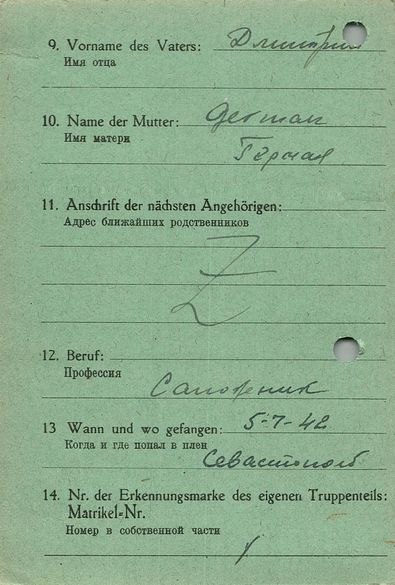 9. Vorname des Vaters: Дмитрий
Имя отца
10. Name der Mutter: German
Имя матери
Герман
11. Anschrift der nächsten Angehörigen:
Адрес ближайших родственников
Z
12. Beruf:
Профессия
Сапожник
13 Wann und wo gefangen: 5-7-42
Когда и где попал в плен
Севастополь
14. Nr. der Erkennungsmarke des eigenen Truppenteils:
Matrikel-Nr.
Номер в собственной части